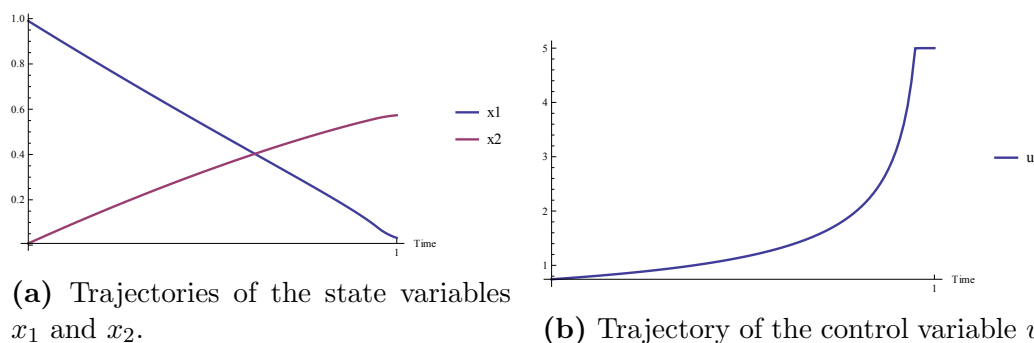 1.0
0.8
0.6
0.4
0.2
x1
x2
Time
1
(a) Trajectories of the state variables
x₁ and x₂.
5
4
3
2
1
u
Time
1
(b) Trajectory of the control variable